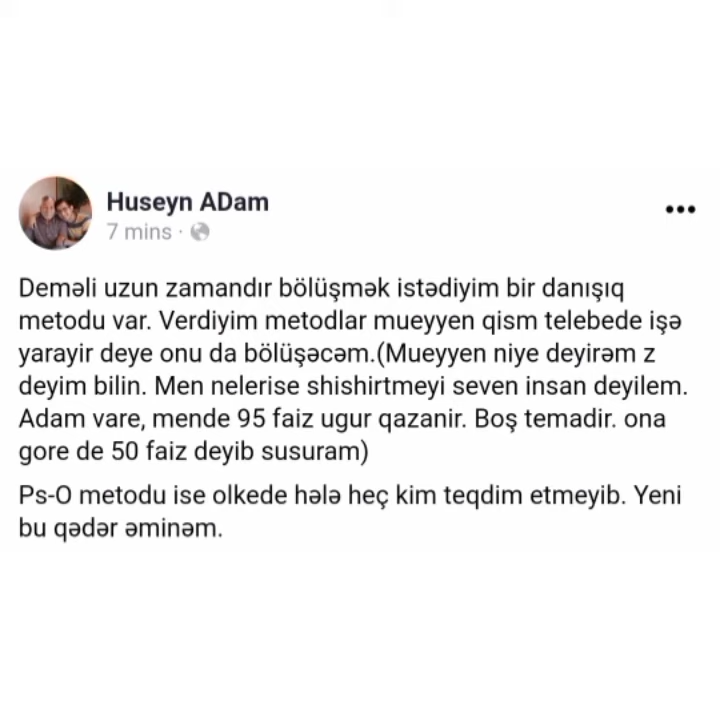 Huseyn ADam
7 mins ·
Deməli uzun zamandır bölüşmək istədiyim bir danışıq
metodu var. Verdiyim metodlar mueyyen qism telebede işə
yarayir deye onu da bölüşəcəm.(Mueyyen niye deyirəm z
deyim bilin. Men nelerise shishirtmeyi seven insan deyilem.
Adam vare, mende 95 faiz ugur qazanir. Boş temadir. ona
gore de 50 faiz deyib susuram)
Ps-O metodu ise olkede hələ heç kim teqdim etmeyib. Yeni
bu qədər əminəm.